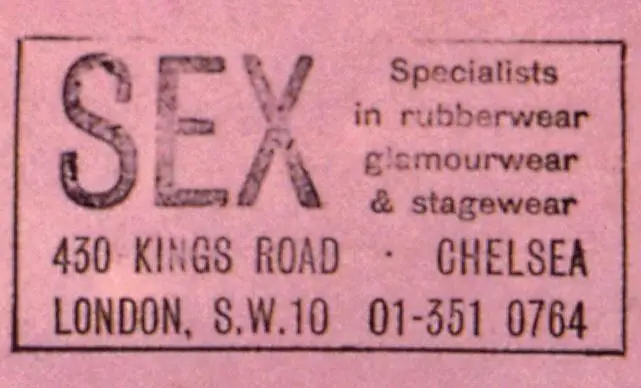 SEX
Specialists
in rubberwear
glamourwear
& stagewear
430 KINGS ROAD · CHELSEA
LONDON, S.W.10 01-351 0764